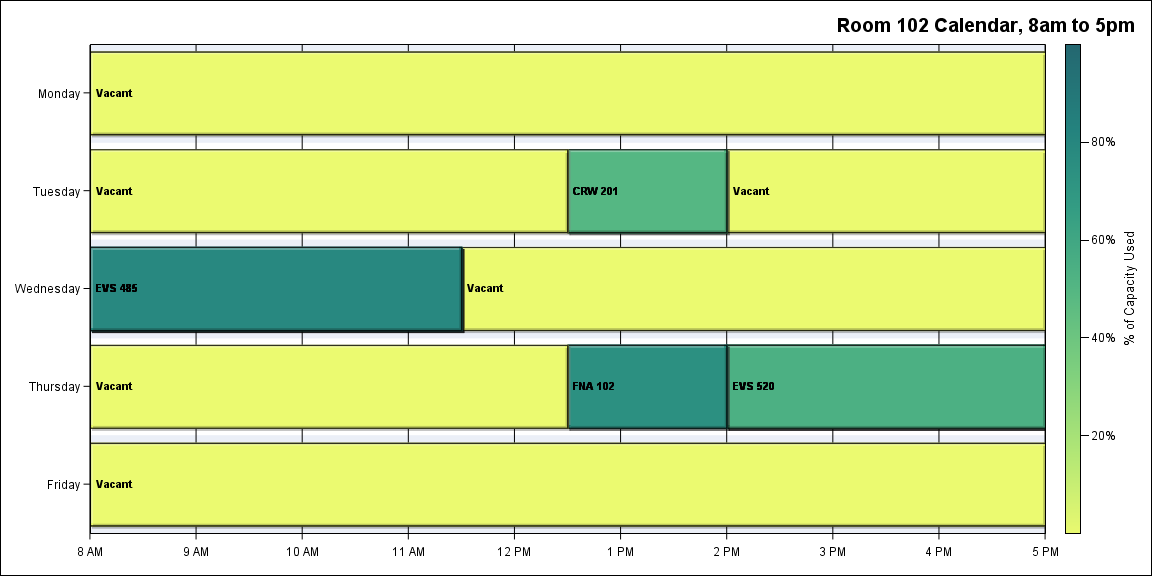 Room 102 Calendar, 8am to 5pm
Monday
Vacant
Tuesday
Vacant
CRW 201
Vacant
Wednesday
EVS 485
Vacant
Thursday
Vacant
FNA 102
EVS 520
Friday
Vacant
8 AM
9 AM
10 AM
11 AM
12 PM
1 PM
2 PM
3 PM
4 PM
5 PM
80%
60%
40%
20%
% of Capacity Used